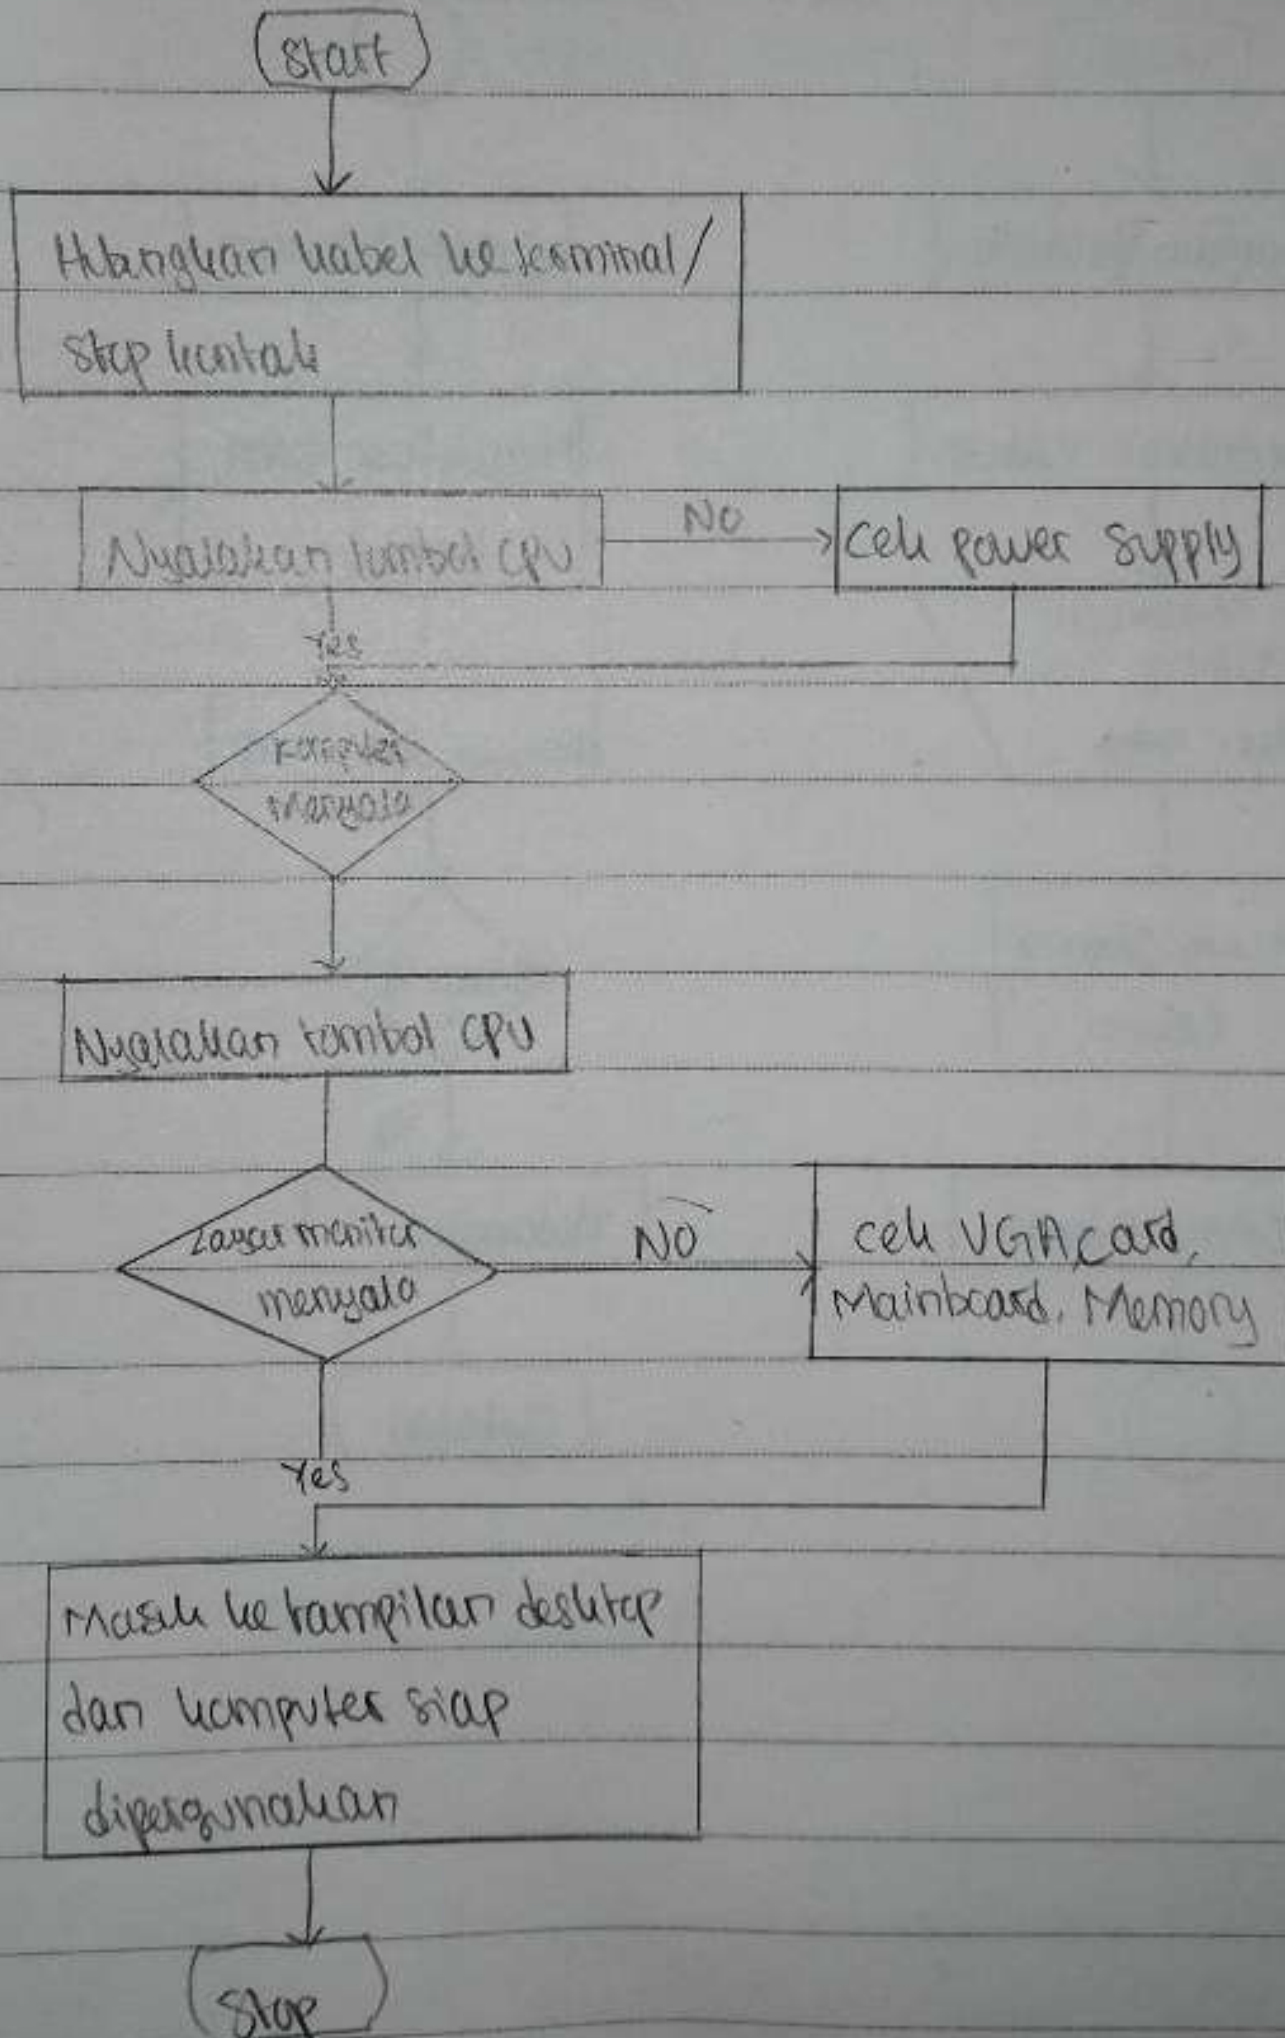 Start
Hubungkan kabel ke terminal/
Stop kontak
Nyalakan tombol CPU
NO
Cek power supply
Yes
Komputer
Menyala
Nyalakan tombol CPU
Layar monitor
menyala
NO
Cek VGA card,
Mainboard, Memory
Yes
Masuk ke tampilan desktop
dan komputer siap
dipergunakan
Stop